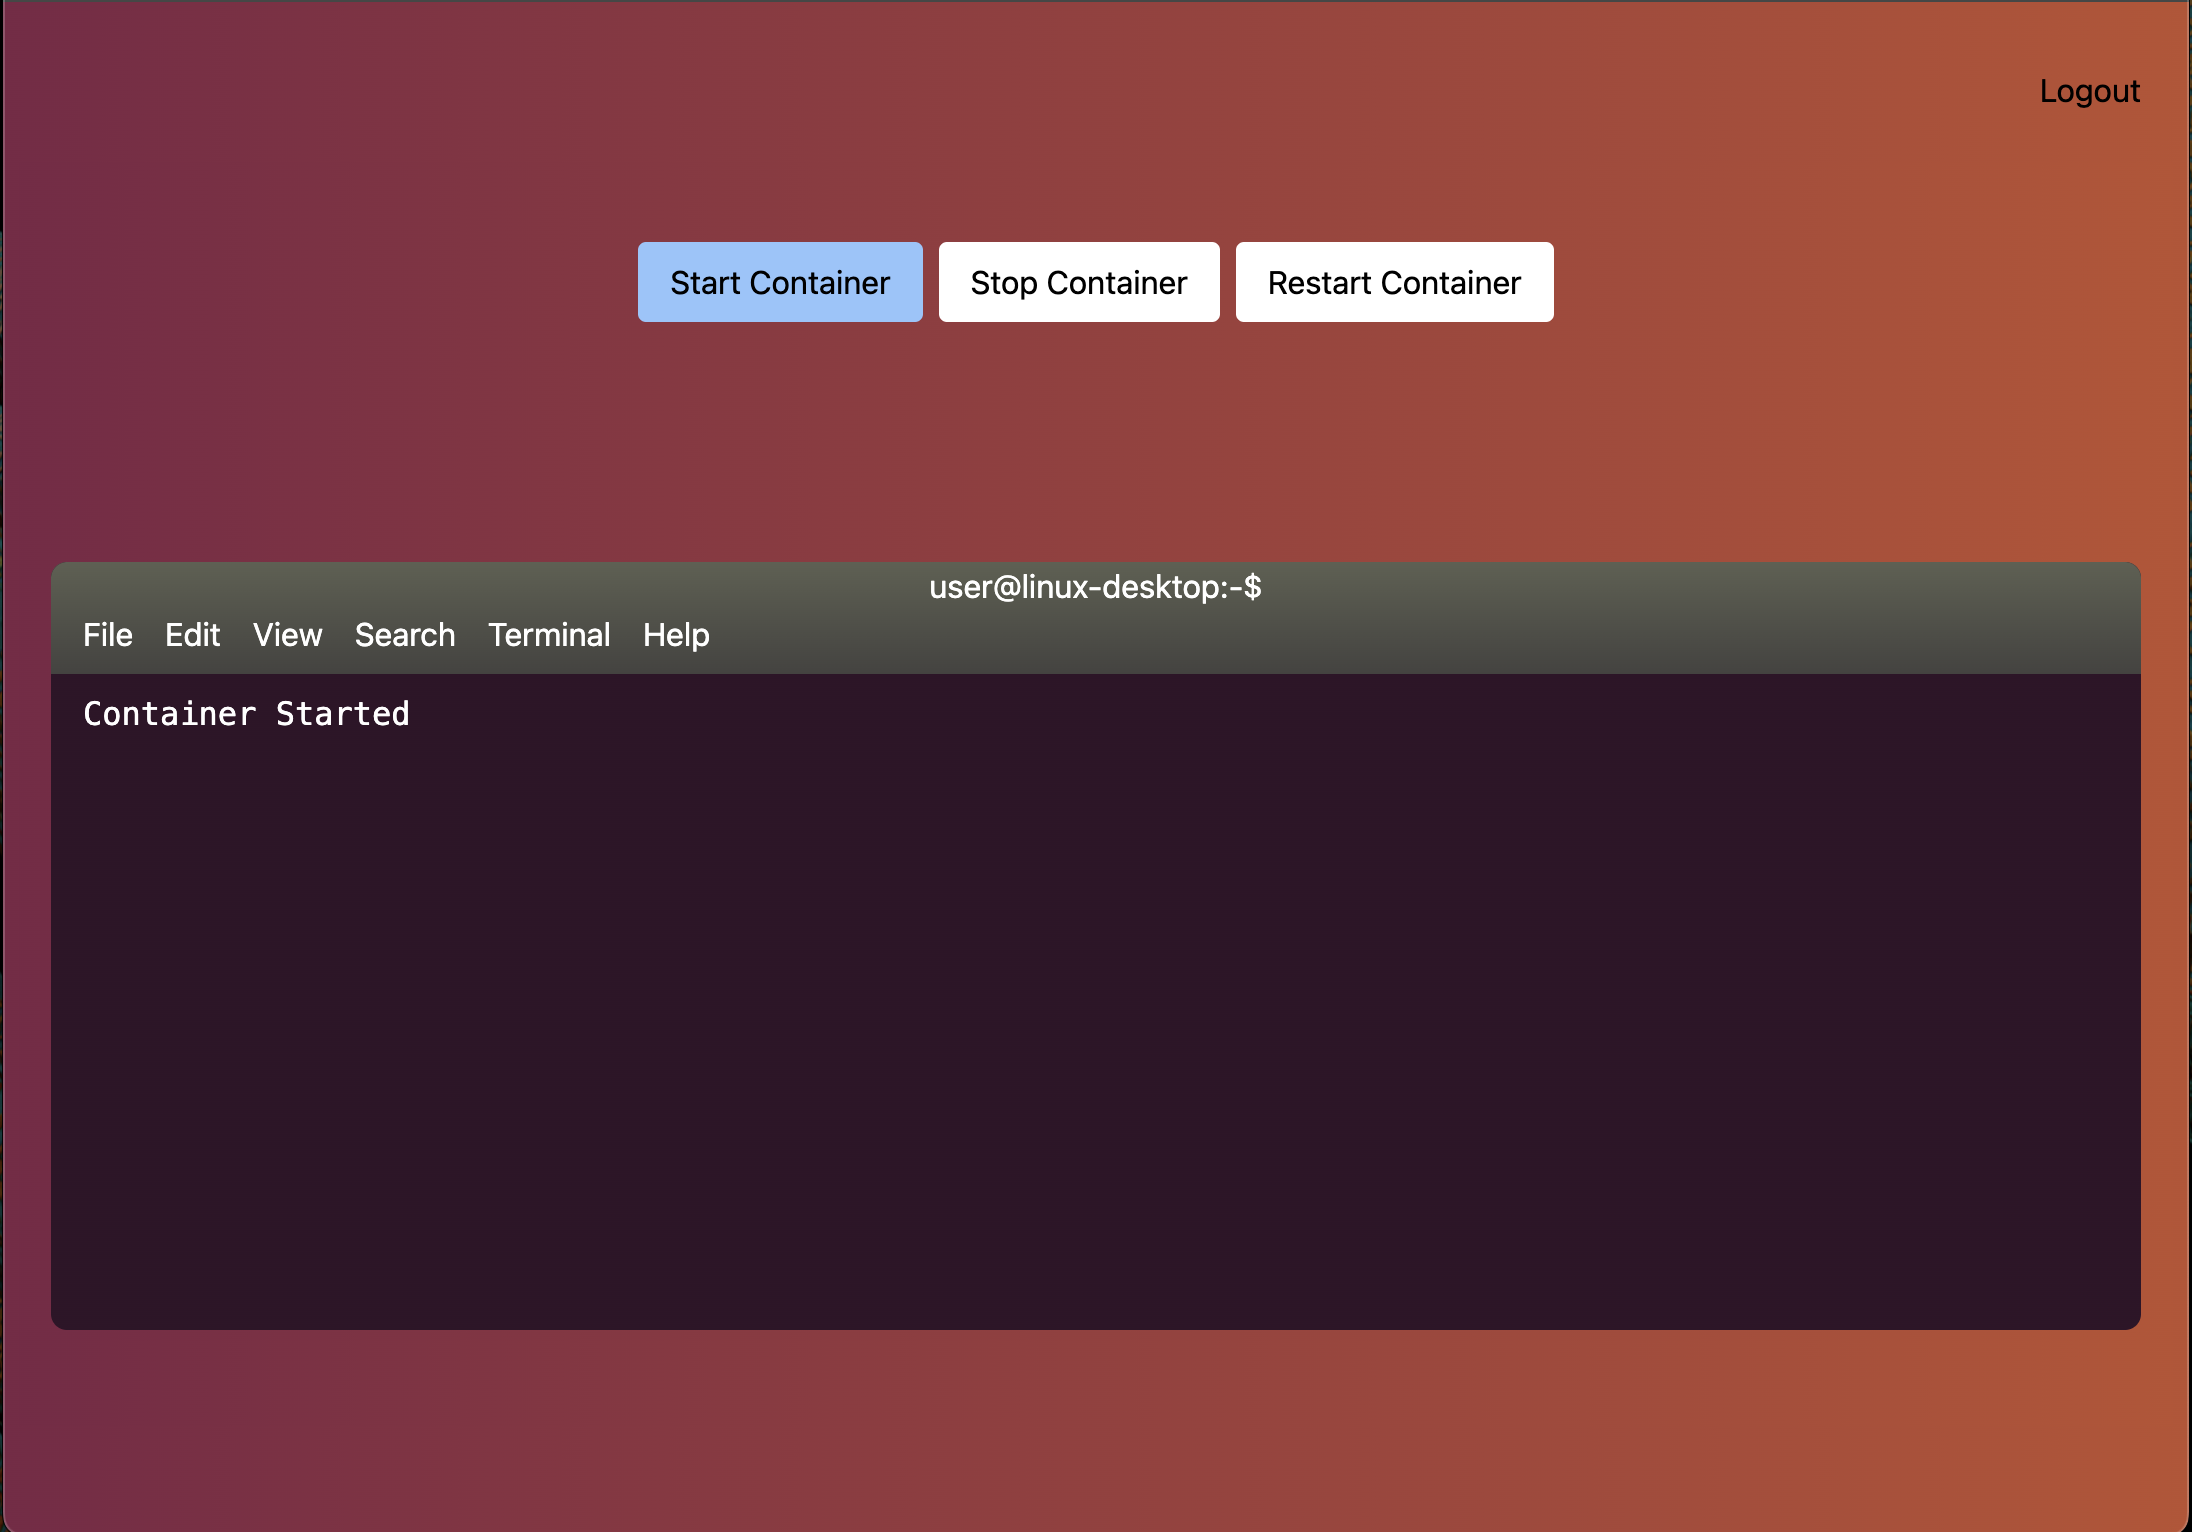 Logout
Start Container Stop Container Restart Container
user@linux-desktop:-$
File Edit View Search Terminal Help
Container Started